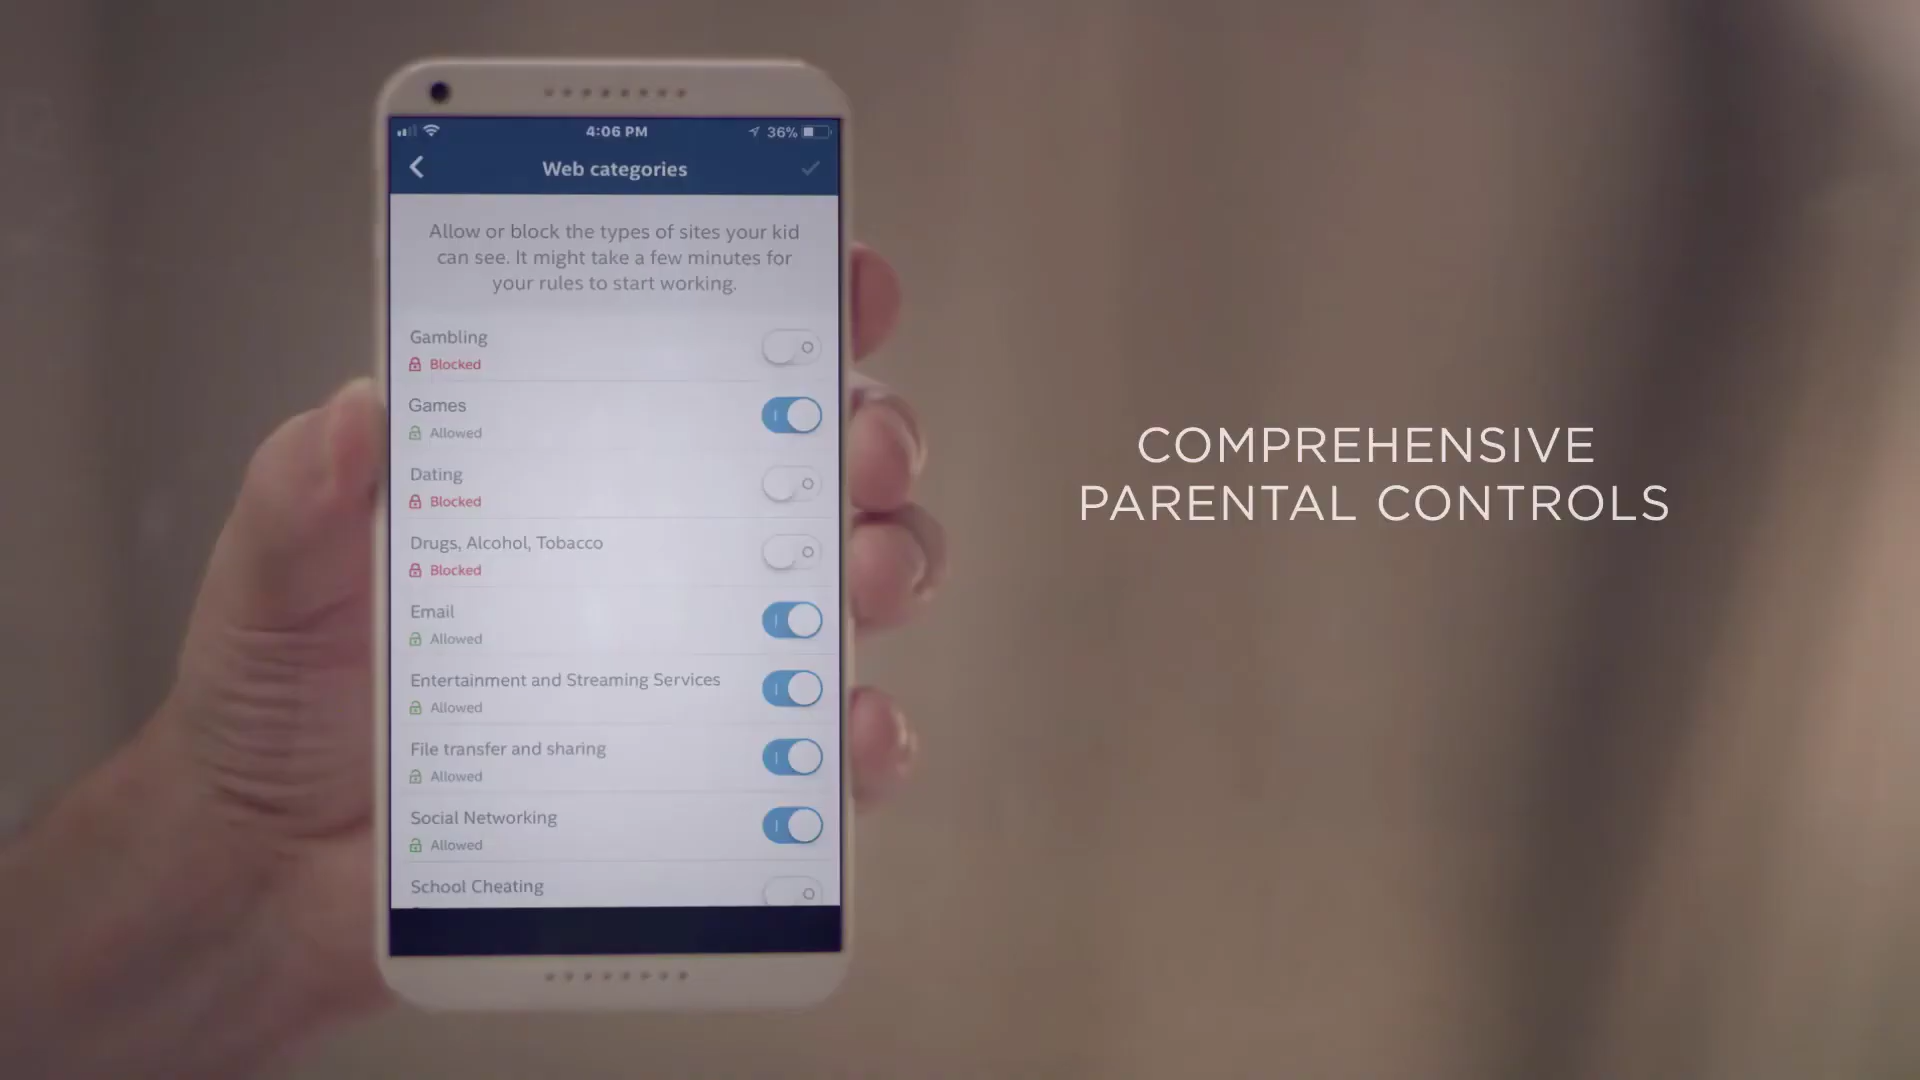 4:06 PM
36%
Web categories
Allow or block the types of sites your kid
can see. It might take a few minutes for
your rules to start working.
Gambling
Blocked
Games
Allowed
Dating
Blocked
Drugs, Alcohol, Tobacco
Blocked
Email
Allowed
Entertainment and Streaming Services
Allowed
File transfer and sharing
Allowed
Social Networking
Allowed
School Cheating
COMPREHENSIVE
PARENTAL CONTROLS